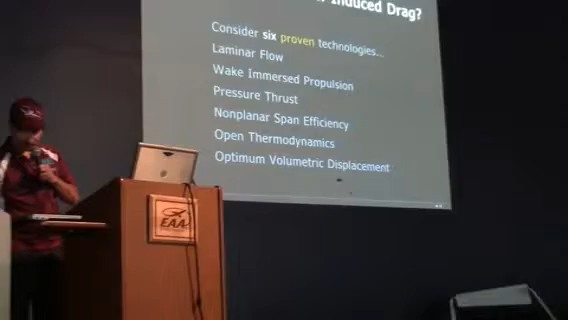 Induced Drag?
Consider six proven technologies...
Laminar Flow
Wake Immersed Propulsion
Pressure Thrust
Nonplanar Span Efficiency
Open Thermodynamics
Optimum Volumetric Displacement
EAA